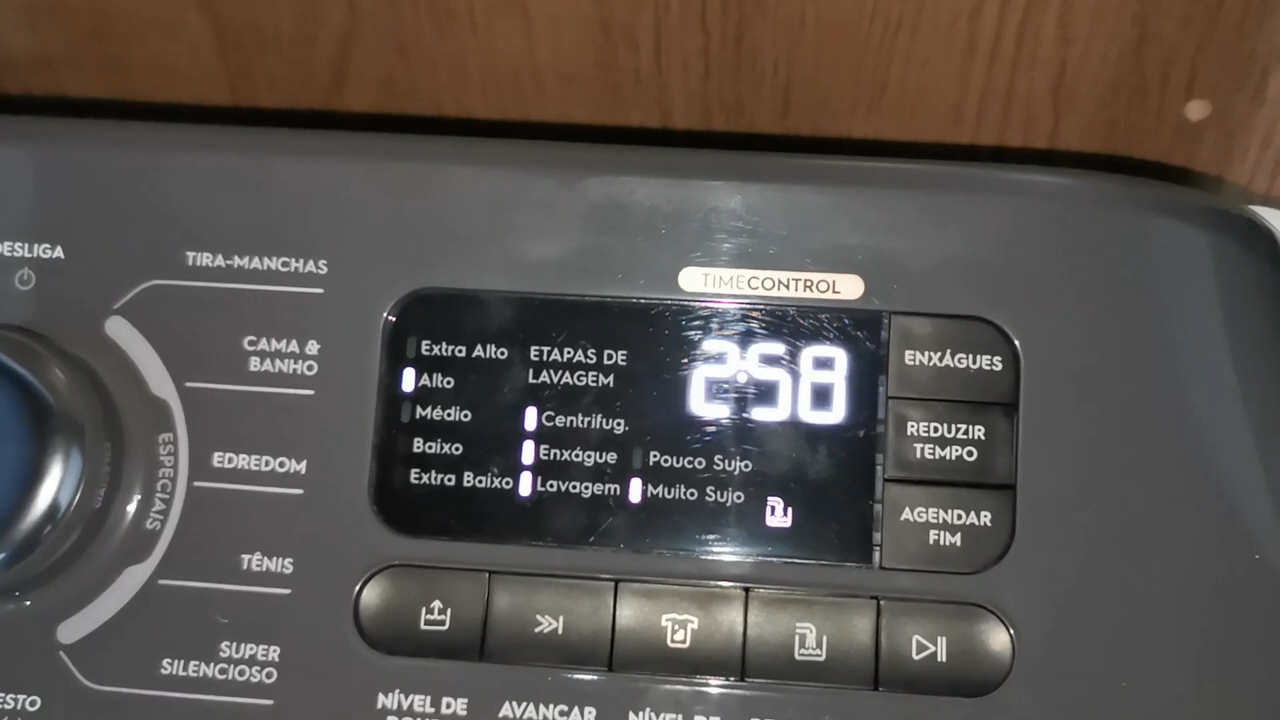 DESLIGA
TIRA-MANCHAS
CAMA &
BANHO
EDREDOM
TÊNIS
SUPER
SILENCIOSO
ESPECIAIS
TIMECONTROL
Extra Alto
Alto
Médio
Baixo
Extra Baixo
ETAPAS DE
LAVAGEM
Centrifug.
Enxágue
Lavagem
Pouco Sujo
Muito Sujo
2:58
ENXÁGUES
REDUZIR
TEMPO
AGENDAR
FIM
NÍVEL DE
AVANÇAR
NÍVEL DE